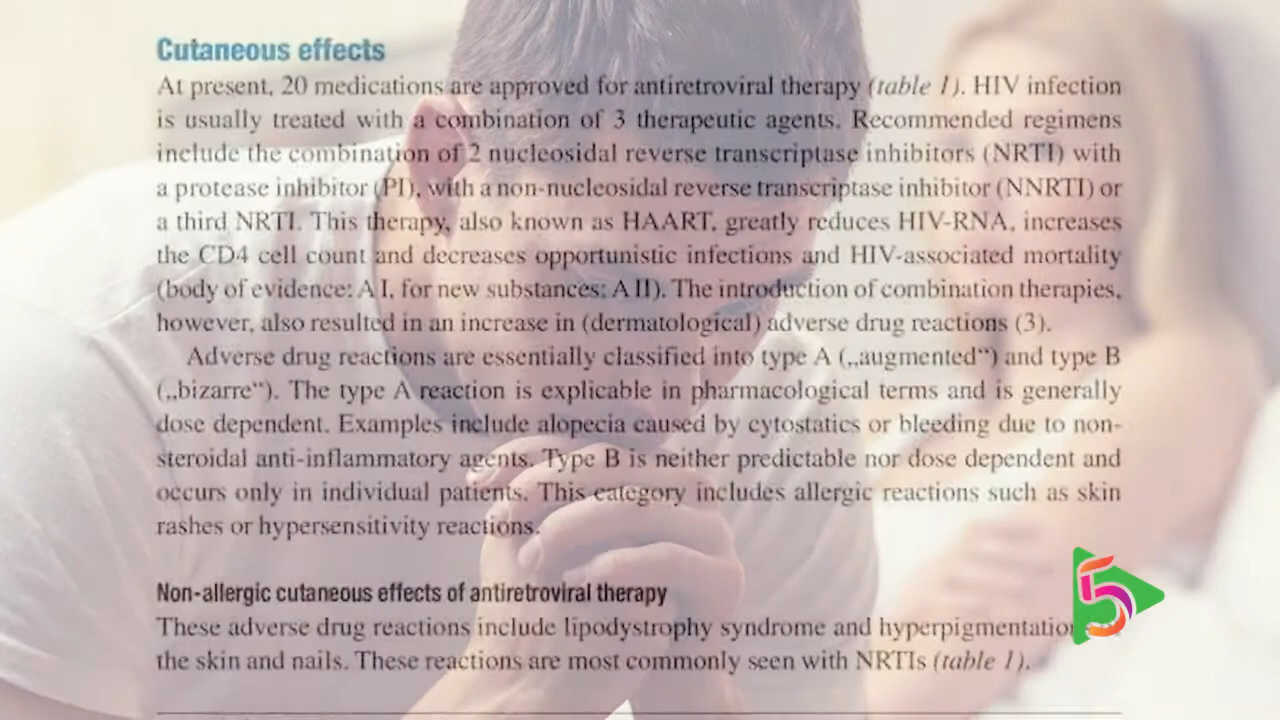 Cutaneous effects
At present, 20 medications are approved for antiretroviral therapy (table 1). HIV infection
is usually treated with a combination of 3 therapeutic agents. Recommended regimens
include the combination of 2 nucleosidal reverse transcriptase inhibitors (NRTI) with
a protease inhibitor (PI), with a non-nucleosidal reverse transcriptase inhibitor (NNRTI) or
a third NRTI. This therapy, also known as HAART, greatly reduces HIV-RNA, increases
the CD4 cell count and decreases opportunistic infections and HIV-associated mortality
(body of evidence: A I, for new substances; A II). The introduction of combination therapies,
however, also resulted in an increase in (dermatological) adverse drug reactions (3).
Adverse drug reactions are essentially classified into type A („augmented“) and type B
(„bizarre“). The type A reaction is explicable in pharmacological terms and is generally
dose dependent. Examples include alopecia caused by cytostatics or bleeding due to non-
steroidal anti-inflammatory agents. Type B is neither predictable nor dose dependent and
occurs only in individual patients. This category includes allergic reactions such as skin
rashes or hypersensitivity reactions.
Non-allergic cutaneous effects of antiretroviral therapy
These adverse drug reactions include lipodystrophy syndrome and hyperpigmentation
the skin and nails. These reactions are most commonly seen with NRTIs (table 1).
5